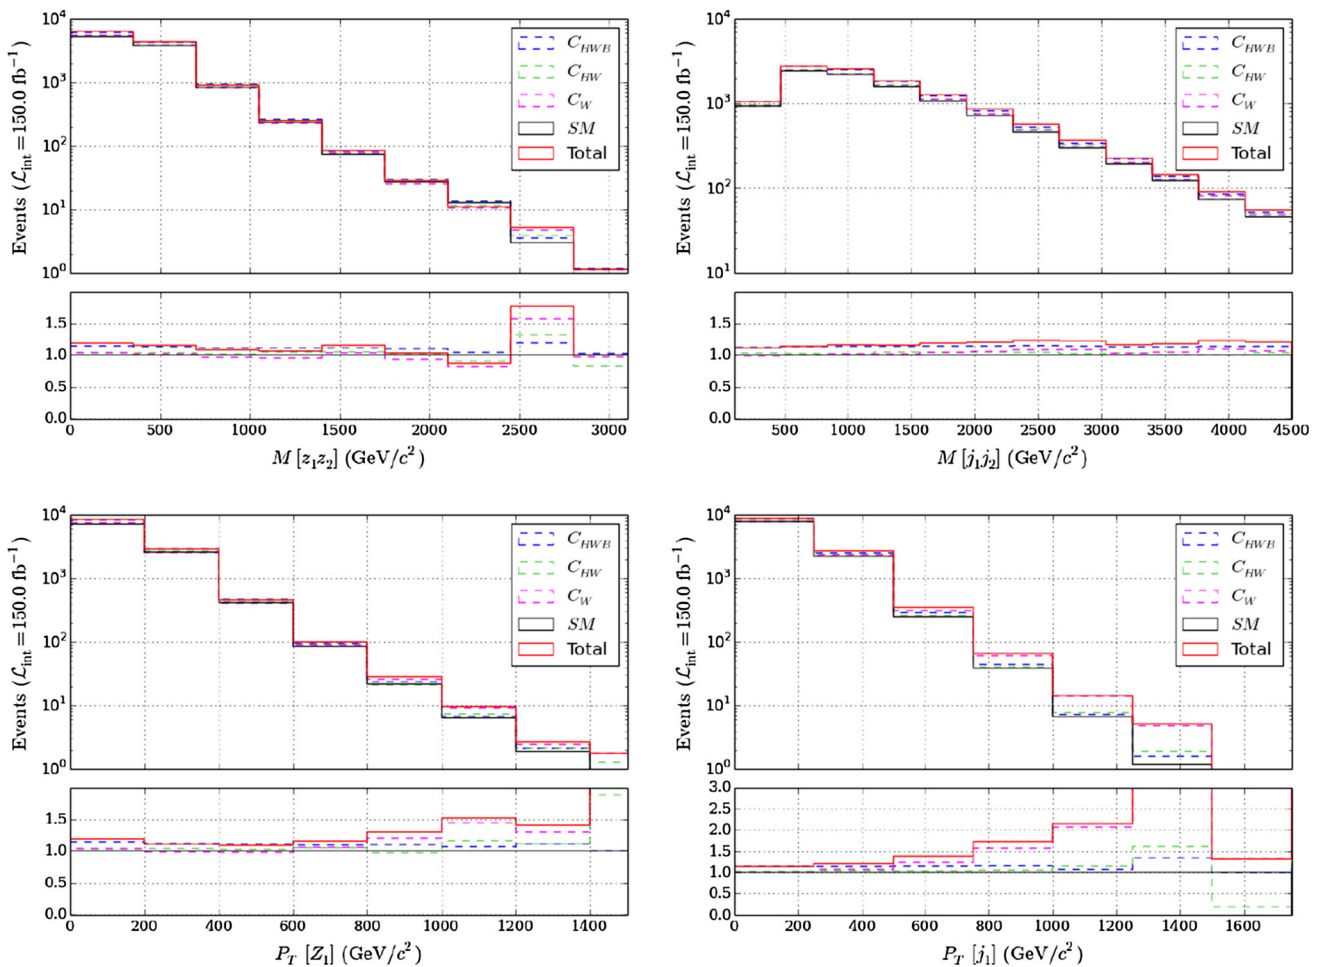 Events (ℒ_int = 150.0 fb⁻¹)
10⁴
10³
10²
10¹
10⁰
C_HWB
C_HW
C_W
SM
Total
1.5
1.0
0.5
0.0
0 500 1000 1500 2000 2500 3000
M [z₁z₂] (GeV/c²)
Events (ℒ_int = 150.0 fb⁻¹)
10⁴
10³
10²
10¹
C_HWB
C_HW
C_W
SM
Total
1.5
1.0
0.5
0.0
500 1000 1500 2000 2500 3000 3500 4000 4500
M [j₁j₂] (GeV/c²)
Events (ℒ_int = 150.0 fb⁻¹)
10⁴
10³
10²
10¹
10⁰
C_HWB
C_HW
C_W
SM
Total
1.5
1.0
0.5
0.0
0 200 400 600 800 1000 1200 1400
P_T [Z₁] (GeV/c²)
Events (ℒ_int = 150.0 fb⁻¹)
10⁴
10³
10²
10¹
10⁰
C_HWB
C_HW
C_W
SM
Total
3.0
2.5
2.0
1.5
1.0
0.5
0.0
0 200 400 600 800 1000 1200 1400 1600
P_T [j₁] (GeV/c²)